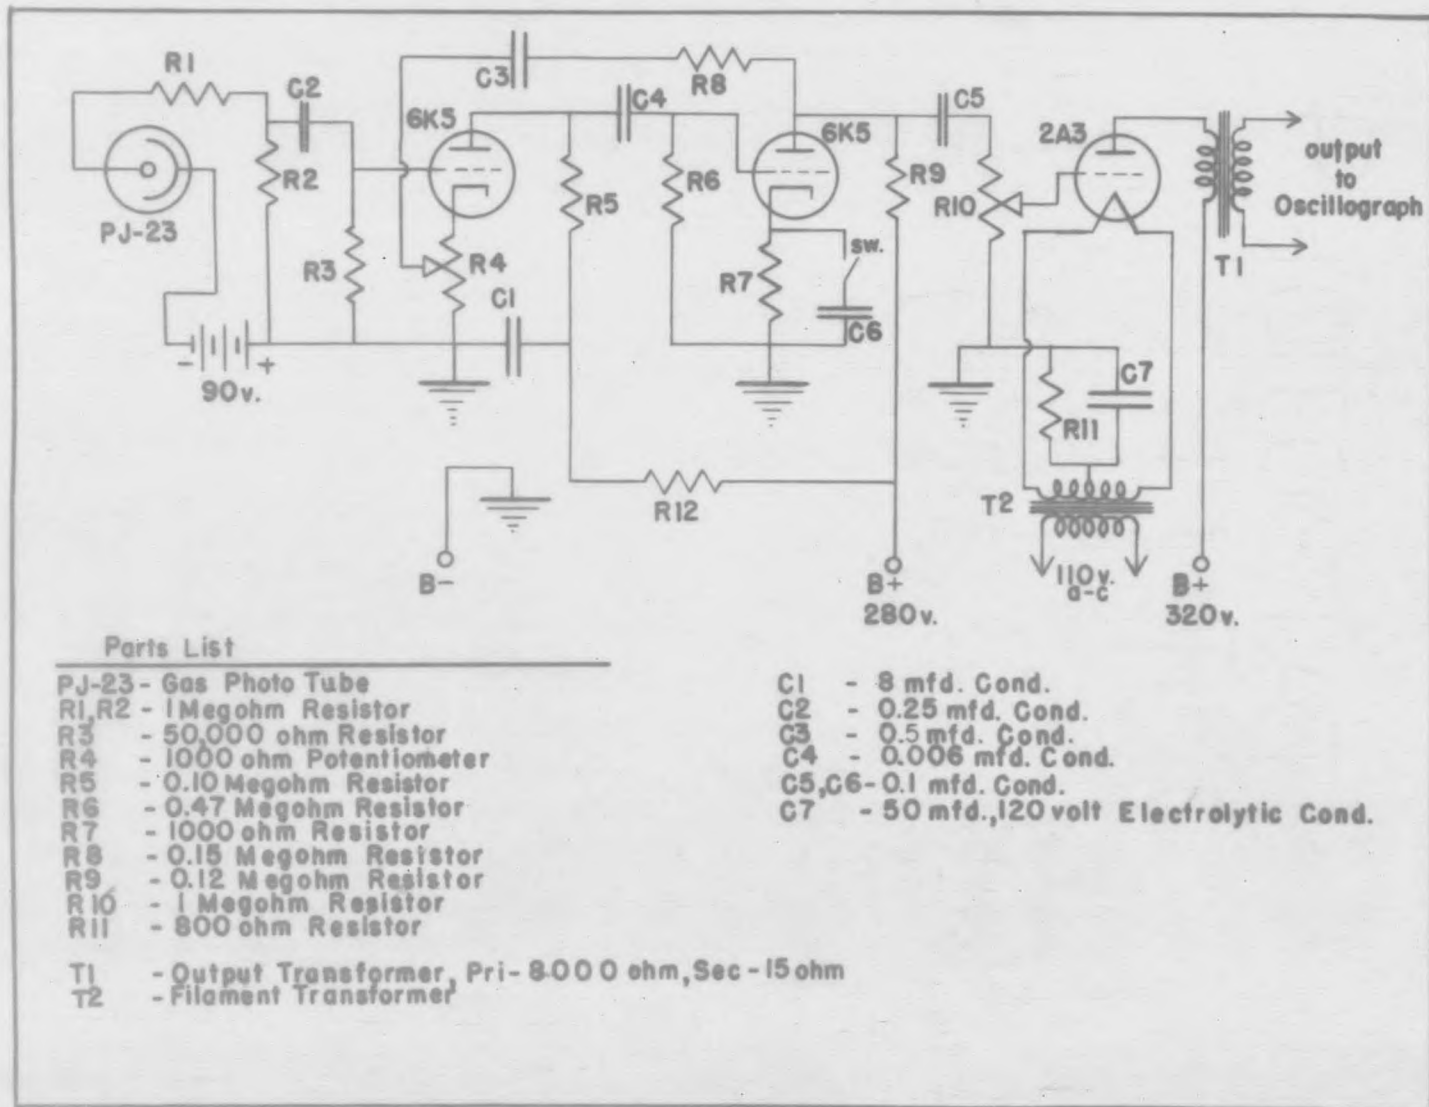 R1
C2
C3
R8
6K5
C4
6K5
C5
2A3
output
to
Oscillograph
PJ-23
R2
R3
R4
C1
R5
R6
R7
sw.
C6
R9
R10
T1
- +
90v.
C7
R11
T2
R12
B-
B+
280v.
110v.
a-c
B+
320v.
Parts List
PJ-23 - Gas Photo Tube
R1,R2 - 1 Megohm Resistor
R3 - 50,000 ohm Resistor
R4 - 1000 ohm Potentiometer
R5 - 0.10 Megohm Resistor
R6 - 0.47 Megohm Resistor
R7 - 1000 ohm Resistor
R8 - 0.15 Megohm Resistor
R9 - 0.12 Megohm Resistor
R10 - 1 Megohm Resistor
R11 - 800 ohm Resistor
T1 - Output Transformer, Pri-8000 ohm, Sec-15 ohm
T2 - Filament Transformer
C1 - 8 mfd. Cond.
C2 - 0.25 mfd. Cond.
C3 - 0.5 mfd. Cond.
C4 - 0.006 mfd. Cond.
C5,C6 - 0.1 mfd. Cond.
C7 - 50 mfd., 120 volt Electrolytic Cond.